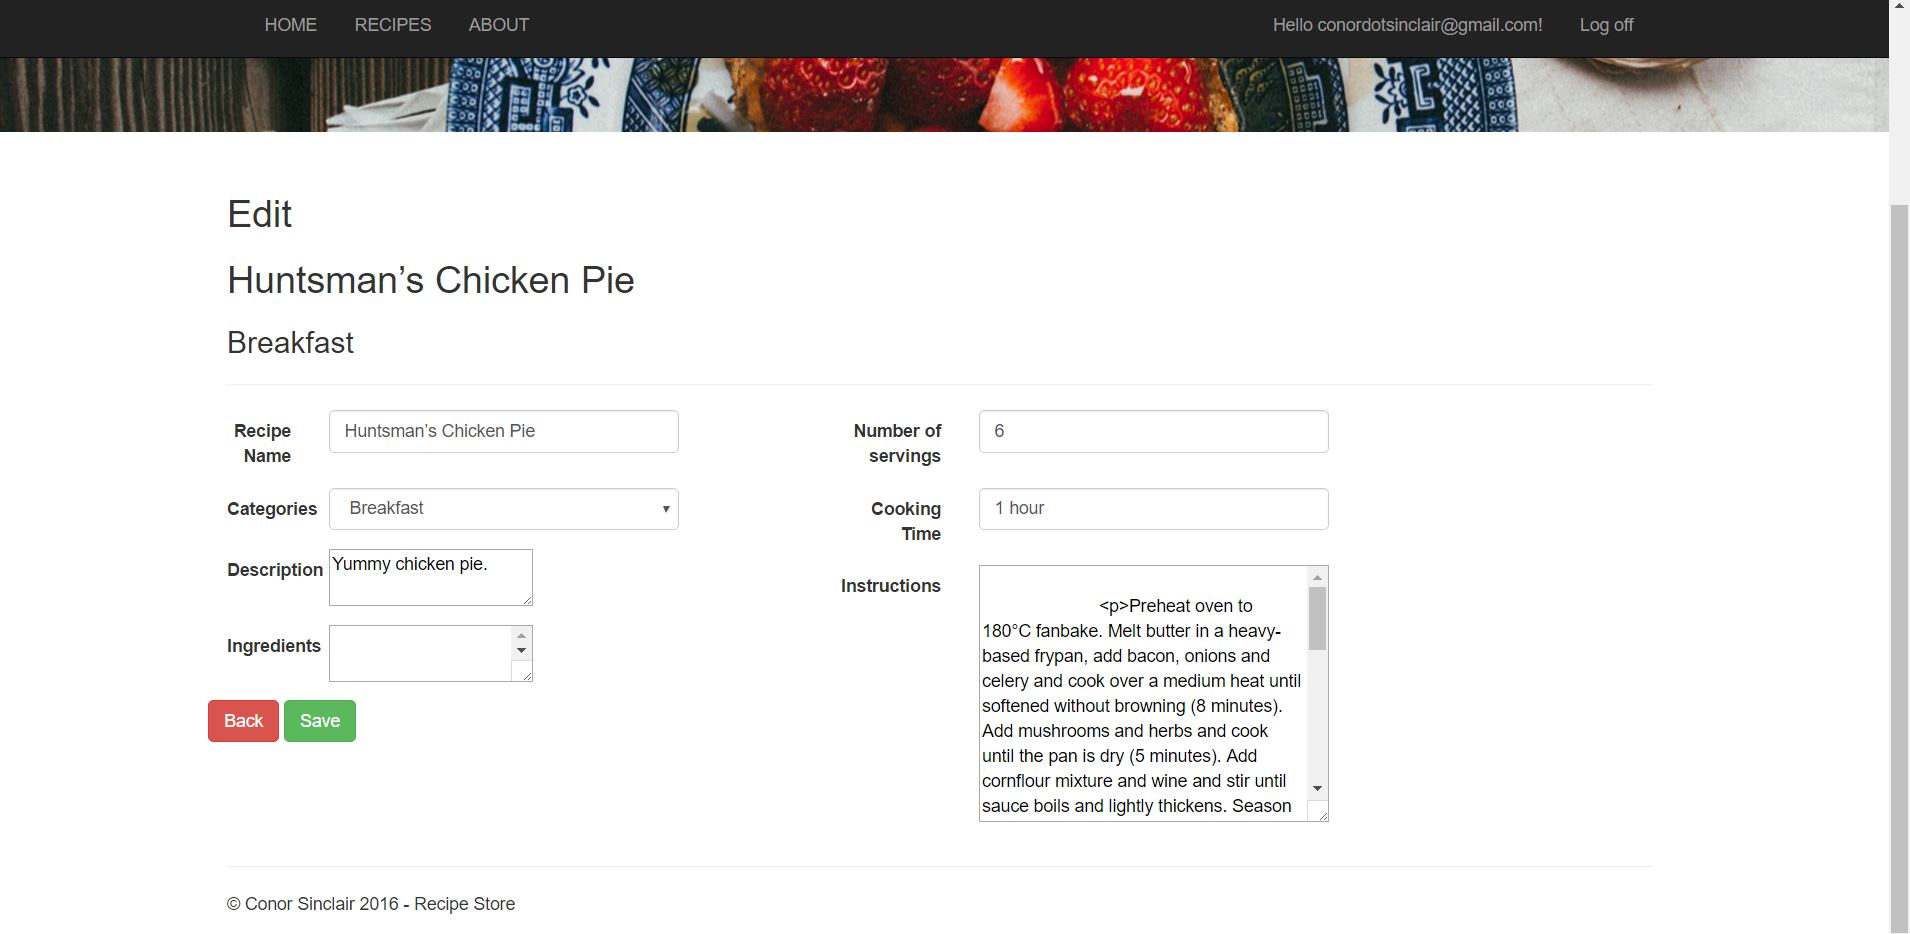 HOME RECIPES ABOUT Hello conordotsinclair@gmail.com! Log off
Edit
Huntsman’s Chicken Pie
Breakfast
Recipe Name
Huntsman’s Chicken Pie
Categories
Breakfast
Description
Yummy chicken pie.
Ingredients
Back Save
Number of
servings
6
Cooking
Time
1 hour
Instructions
<p>Preheat oven to
180°C fanbake. Melt butter in a heavy-
based frypan, add bacon, onions and
celery and cook over a medium heat until
softened without browning (8 minutes).
Add mushrooms and herbs and cook
until the pan is dry (5 minutes). Add
cornflour mixture and wine and stir until
sauce boils and lightly thickens. Season
© Conor Sinclair 2016 - Recipe Store